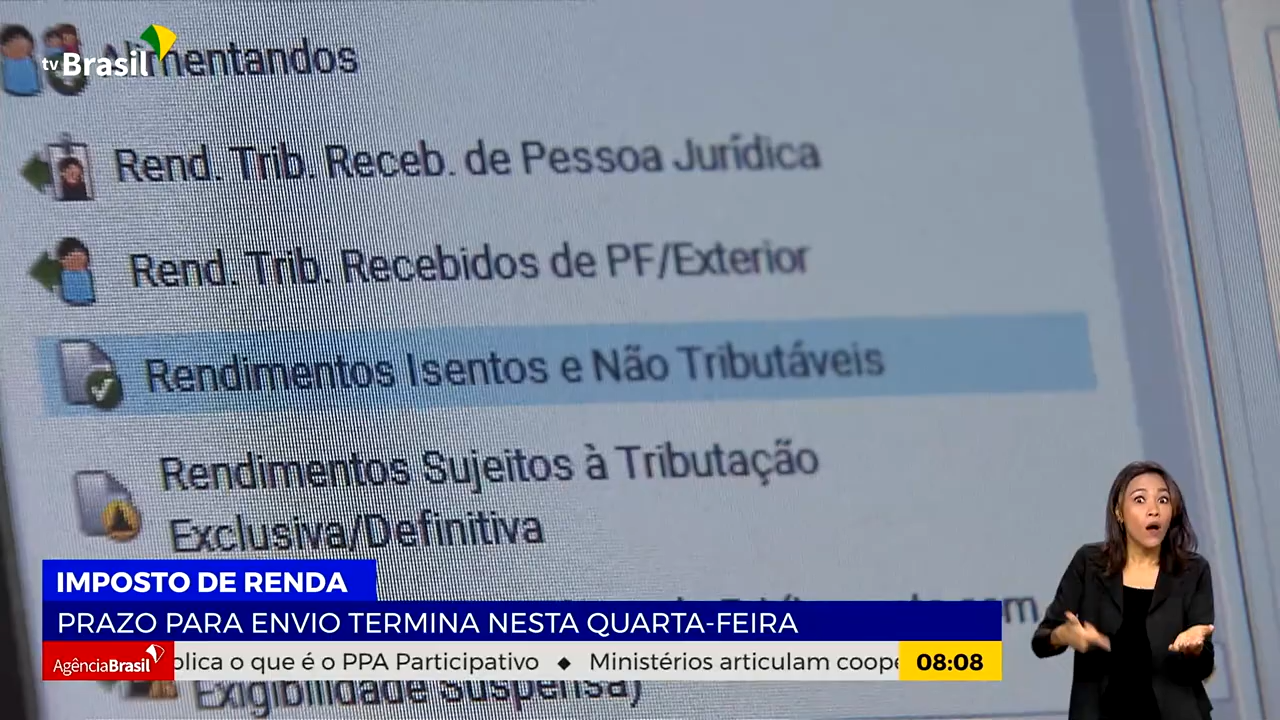 Alimentandos
tv Brasil
Rend. Trib. Receb. de Pessoa Jurídica
Rend. Trib. Recebidos de PF/Exterior
Rendimentos Isentos e Não Tributáveis
Rendimentos Sujeitos à Tributação
Exclusiva/Definitiva
IMPOSTO DE RENDA
PRAZO PARA ENVIO TERMINA NESTA QUARTA-FEIRA
com
AgênciaBrasil plica o que é o PPA Participativo ◆ Ministérios articulam coope 08:08
Exigibilidade Suspensa)